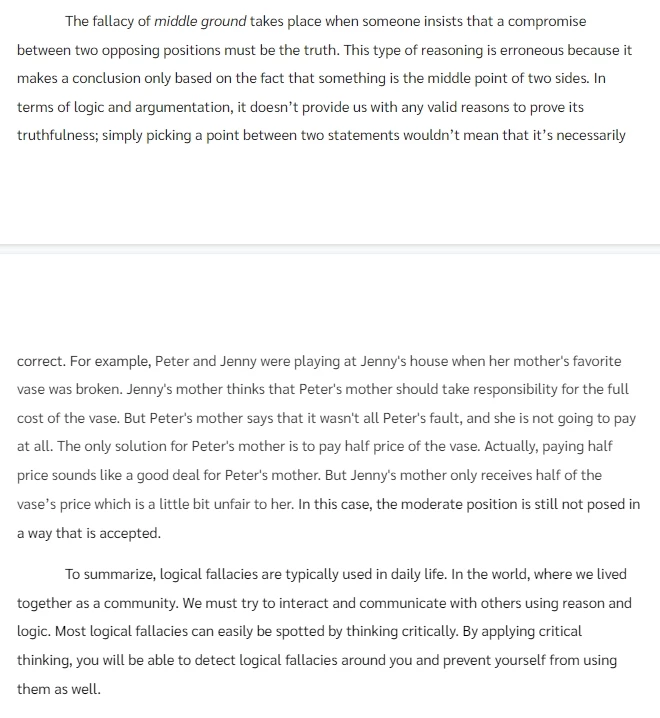 The fallacy of middle ground takes place when someone insists that a compromise
between two opposing positions must be the truth. This type of reasoning is erroneous because it
makes a conclusion only based on the fact that something is the middle point of two sides. In
terms of logic and argumentation, it doesn’t provide us with any valid reasons to prove its
truthfulness; simply picking a point between two statements wouldn’t mean that it’s necessarily
correct. For example, Peter and Jenny were playing at Jenny's house when her mother's favorite
vase was broken. Jenny's mother thinks that Peter's mother should take responsibility for the full
cost of the vase. But Peter's mother says that it wasn't all Peter's fault, and she is not going to pay
at all. The only solution for Peter's mother is to pay half price of the vase. Actually, paying half
price sounds like a good deal for Peter's mother. But Jenny's mother only receives half of the
vase’s price which is a little bit unfair to her. In this case, the moderate position is still not posed in
a way that is accepted.
To summarize, logical fallacies are typically used in daily life. In the world, where we lived
together as a community. We must try to interact and communicate with others using reason and
logic. Most logical fallacies can easily be spotted by thinking critically. By applying critical
thinking, you will be able to detect logical fallacies around you and prevent yourself from using
them as well.